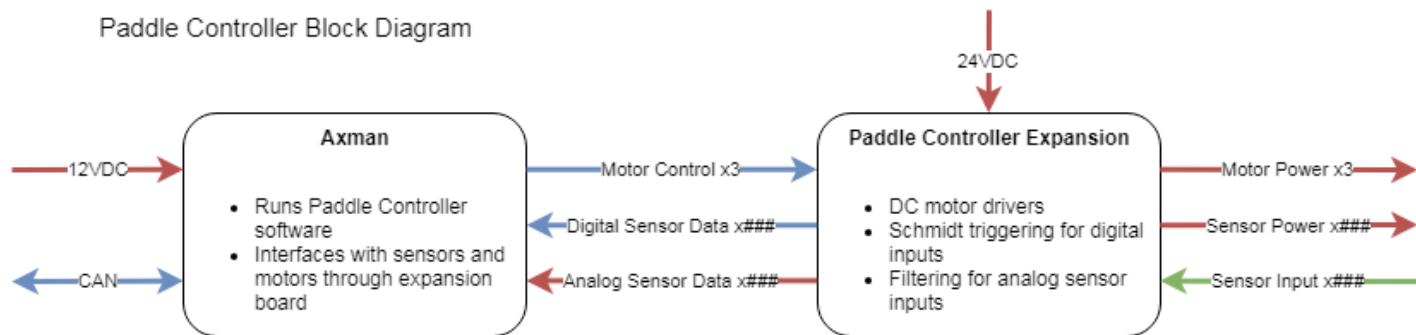 Paddle Controller Block Diagram
24VDC
Axman
Paddle Controller Expansion
12VDC
Motor Control x3
Motor Power x3
• Runs Paddle Controller
software
• Interfaces with sensors and
motors through expansion
board
• DC motor drivers
• Schmidt triggering for digital
inputs
• Filtering for analog sensor
inputs
Digital Sensor Data x###
Sensor Power x###
CAN
Analog Sensor Data x###
Sensor Input x###